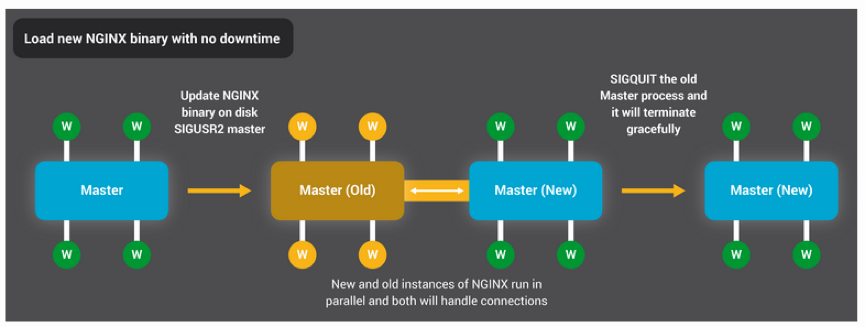 Load new NGINX binary with no downtime
Update NGINX
binary on disk
SIGUSR2 master
SIGQUIT the old
Master process and
it will terminate
gracefully
W W W W W W W W
Master Master (Old) Master (New) Master (New)
W W W W W W W W
New and old instances of NGINX run in
parallel and both will handle connections